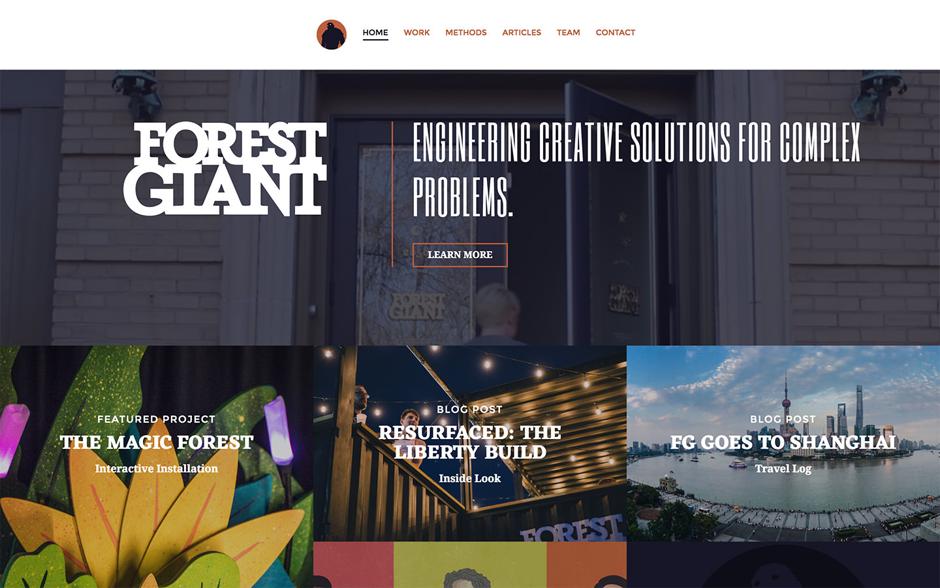 HOME WORK METHODS ARTICLES TEAM CONTACT
FOREST
GIANT
ENGINEERING CREATIVE SOLUTIONS FOR COMPLEX
PROBLEMS.
LEARN MORE
FOREST
GIANT
FOREST
GIANT
FEATURED PROJECT
THE MAGIC FOREST
Interactive Installation
BLOG POST
RESURFACED: THE
LIBERTY BUILD
Inside Look
FOREST
BLOG POST
FG GOES TO SHANGHAI
Travel Log